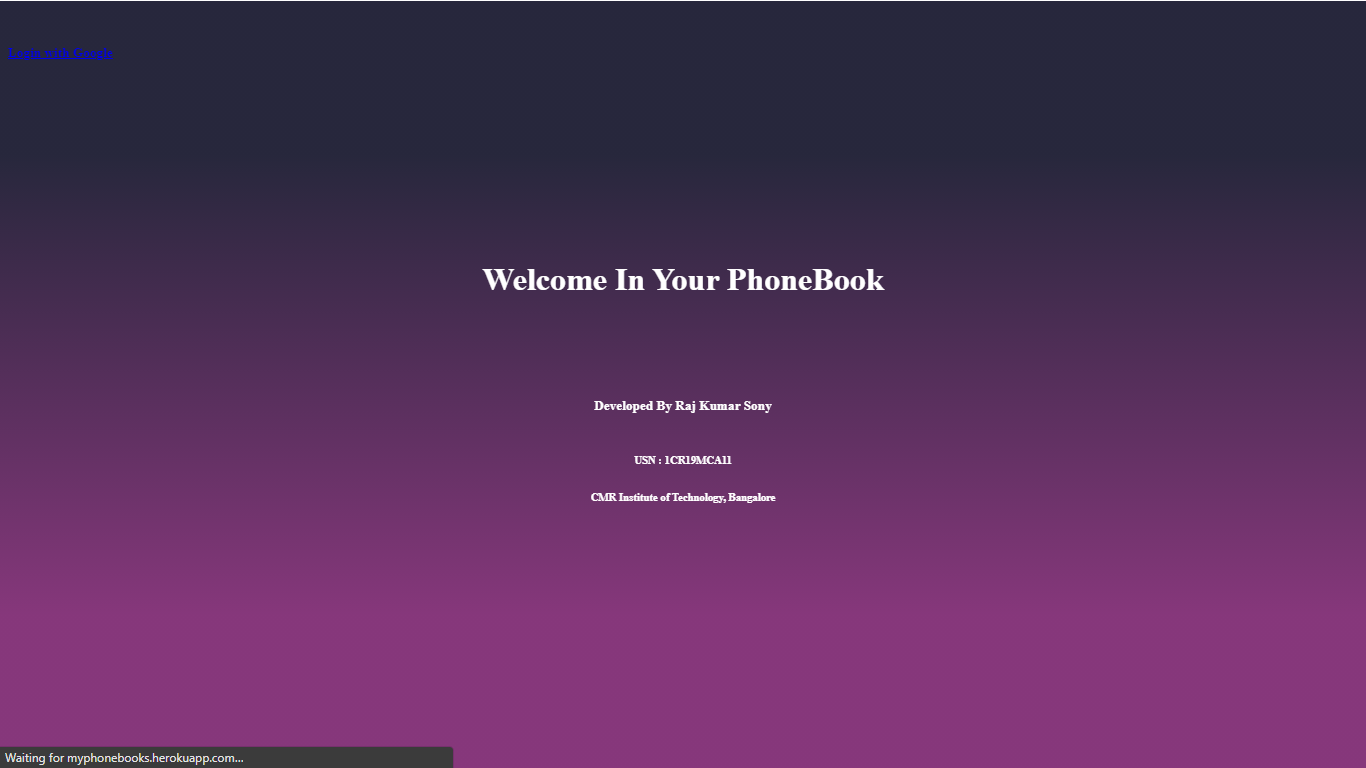 Login with Google
Welcome In Your PhoneBook
Developed By Raj Kumar Sony
USN : 1CR19MCA11
CMR Institute of Technology, Bangalore
Waiting for myphonebooks.herokuapp.com...